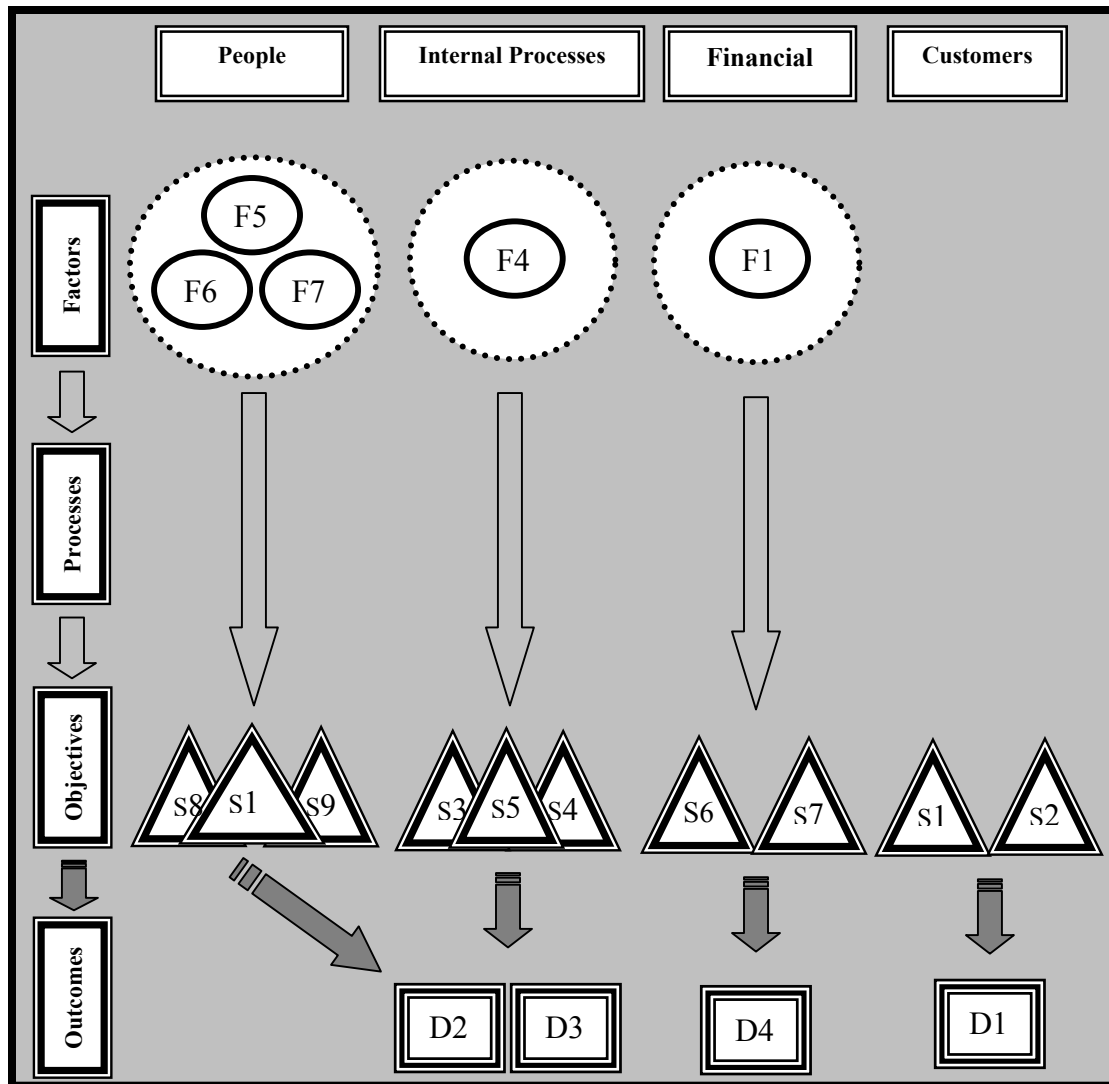 People
Internal Processes
Financial
Customers
Factors
F5
F6
F7
F4
F1
Processes
Objectives
S8
S1
S9
S3
S5
S4
S6
S7
S1
S2
Outcomes
D2
D3
D4
D1